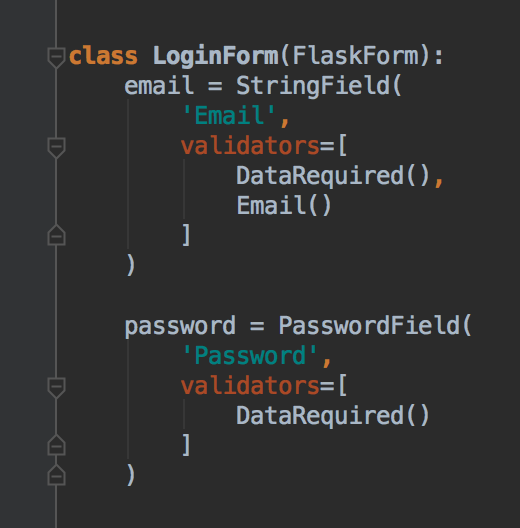 class LoginForm(FlaskForm):
    email = StringField(
        'Email',
        validators=[
            DataRequired(),
            Email()
        ]
    )

    password = PasswordField(
        'Password',
        validators=[
            DataRequired()
        ]
    )